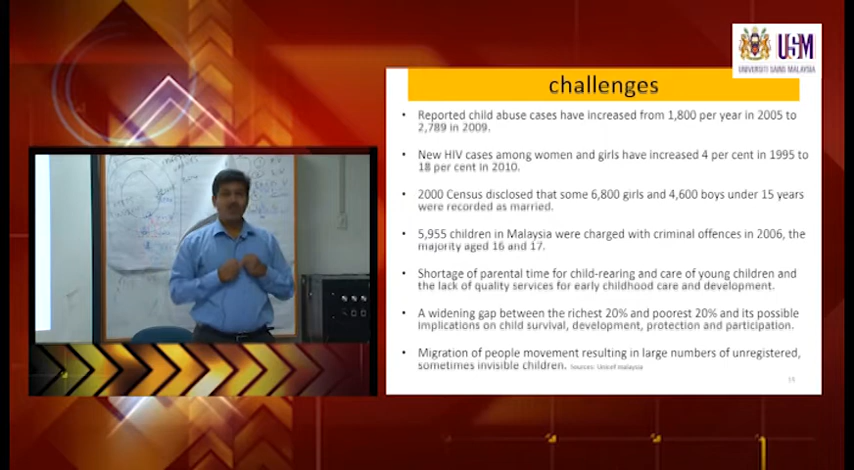 USM
UNIVERSITI SAINS MALAYSIA
challenges
• Reported child abuse cases have increased from 1,800 per year in 2005 to
2,789 in 2009.
• New HIV cases among women and girls have increased 4 per cent in 1995 to
18 per cent in 2010.
• 2000 Census disclosed that some 6,800 girls and 4,600 boys under 15 years
were recorded as married.
• 5,955 children in Malaysia were charged with criminal offences in 2006, the
majority aged 16 and 17.
• Shortage of parental time for child-rearing and care of young children and
the lack of quality services for early childhood care and development.
• A widening gap between the richest 20% and poorest 20% and its possible
implications on child survival, development, protection and participation.
• Migration of people movement resulting in large numbers of unregistered,
sometimes invisible children. Sources: Unicef Malaysia
15